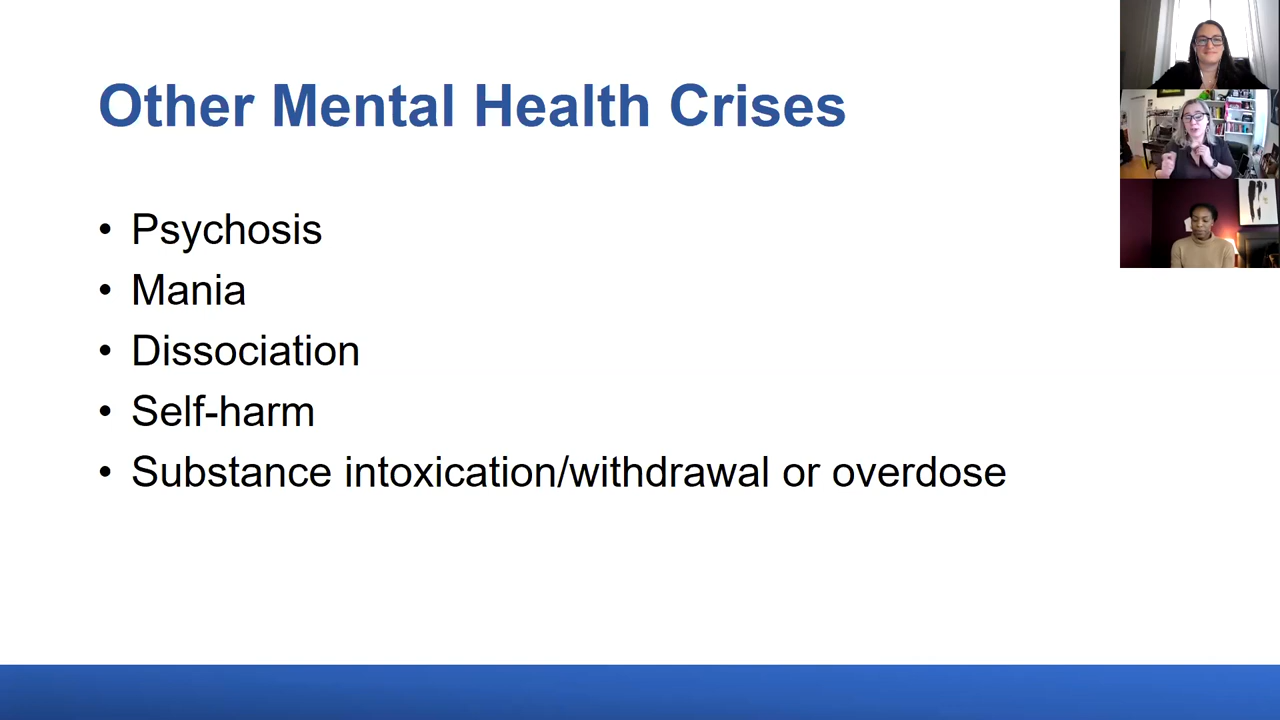 Other Mental Health Crises
• Psychosis
• Mania
• Dissociation
• Self-harm
• Substance intoxication/withdrawal or overdose